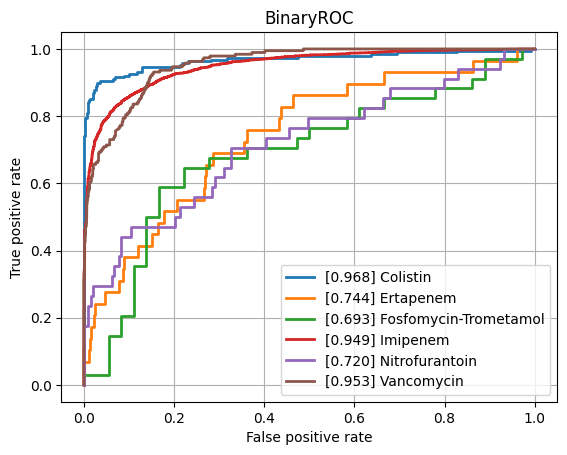 BinaryROC
True positive rate
1.0
0.8
0.6
0.4
0.2
0.0
[0.968] Colistin
[0.744] Ertapenem
[0.693] Fosfomycin-Trometamol
[0.949] Imipenem
[0.720] Nitrofurantoin
[0.953] Vancomycin
0.0 0.2 0.4 0.6 0.8 1.0
False positive rate